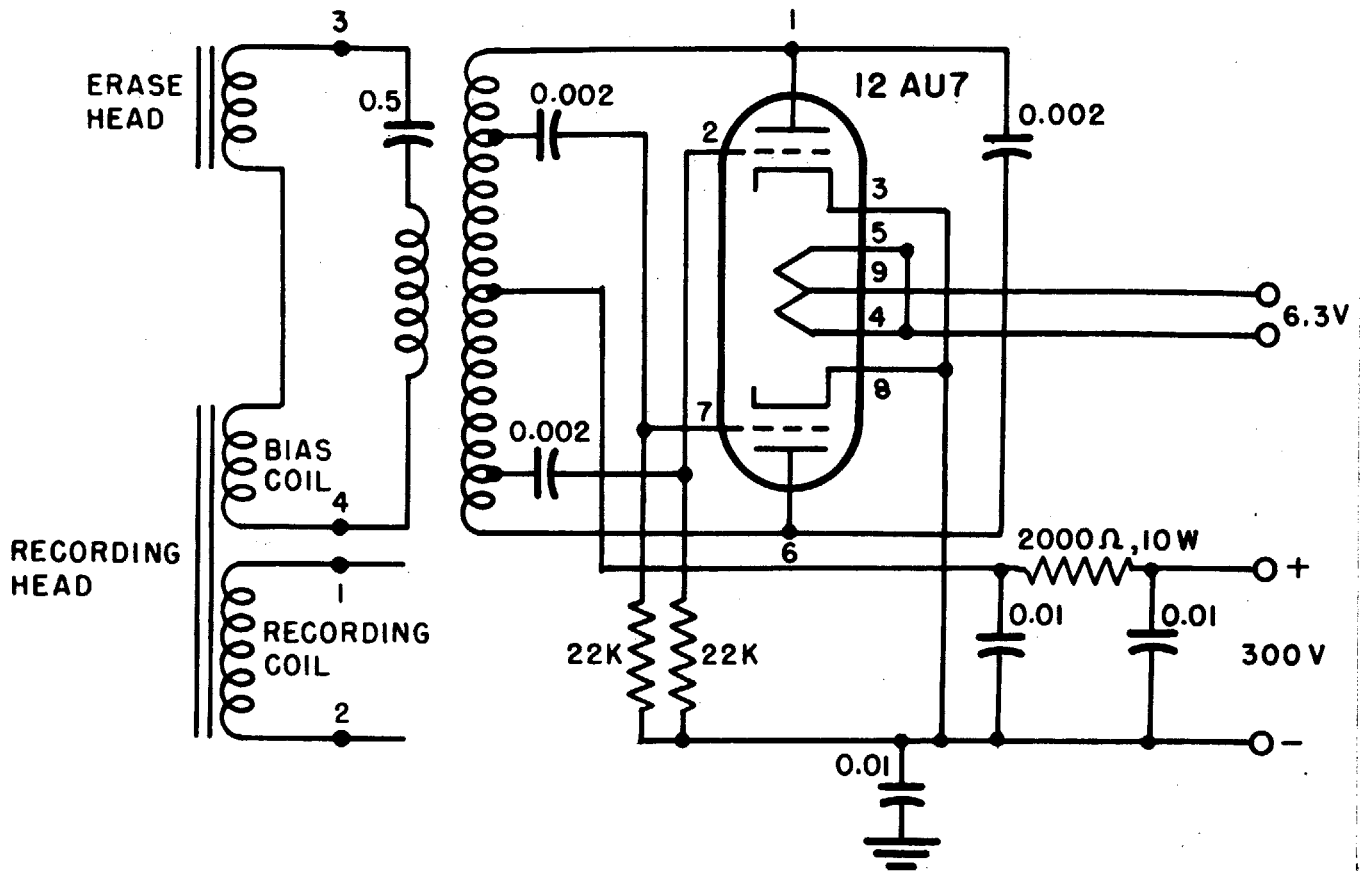 3
1
ERASE
HEAD
0.5
0.002
12 AU7
0.002
2
3
5
9
4
6.3V
8
7
0.002
BIAS
COIL
4
RECORDING
HEAD
1
RECORDING
COIL
2
6
2000Ω, 10W
+
0.01
0.01
22K
22K
300V
−
0.01